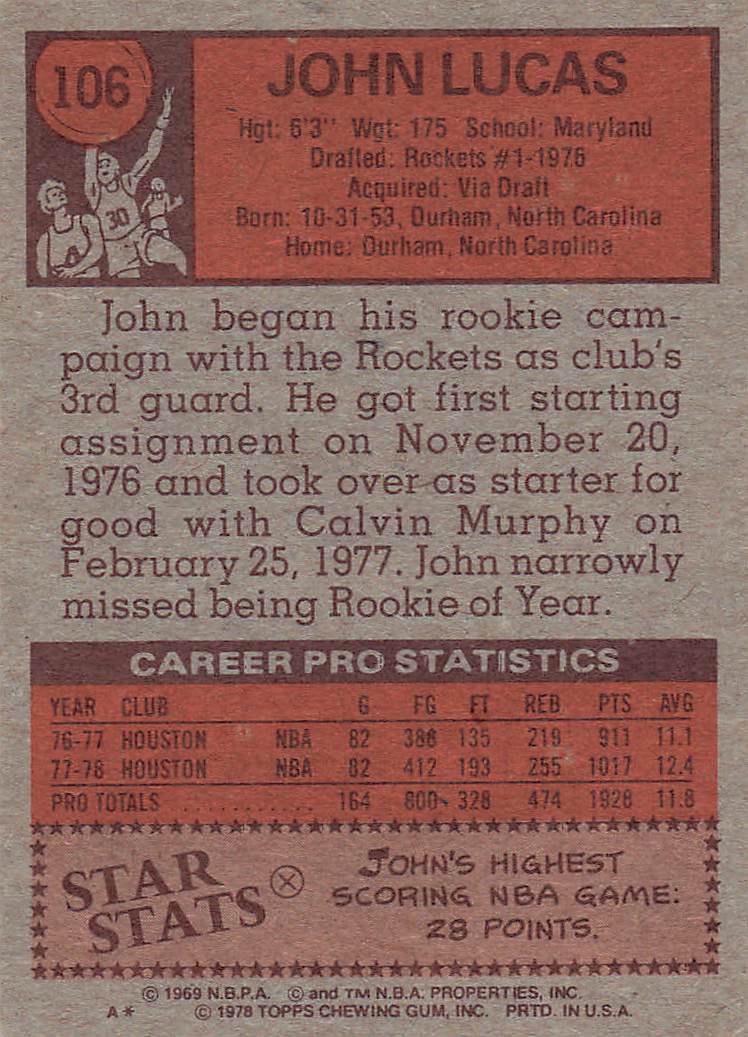 106
JOHN LUCAS
Hgt: 6'3" Wgt: 175 School: Maryland
Drafted: Rockets #1-1976
Acquired: Via Draft
Born: 10-31-53, Durham, North Carolina
Home: Durham, North Carolina
30
John began his rookie cam-
paign with the Rockets as club's
3rd guard. He got first starting
assignment on November 20,
1976 and took over as starter for
good with Calvin Murphy on
February 25, 1977. John narrowly
missed being Rookie of Year.
CAREER PRO STATISTICS
YEAR CLUB G FG FT REB PTS AVG
76-77 HOUSTON NBA 82 388 135 219 911 11.1
77-78 HOUSTON NBA 82 412 193 255 1017 12.4
PRO TOTALS ............ 164 800 328 474 1928 11.8
STAR
STATS
JOHN'S HIGHEST
SCORING NBA GAME:
28 POINTS.
© 1969 N.B.P.A. © and TM N.B.A. PROPERTIES, INC.
A* © 1978 TOPPS CHEWING GUM, INC. PRTD. IN U.S.A.